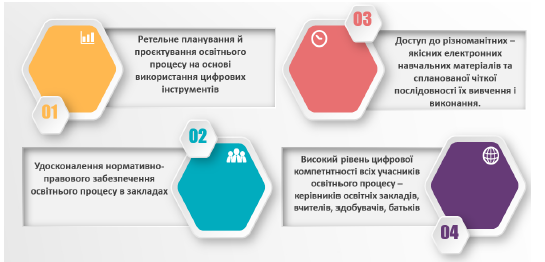 01
Ретельне планування й
проєктування освітнього
процесу на основі
використання цифрових
інструментів
02
Удосконалення нормативно-
правового забезпечення
освітнього процесу в закладах
03
Доступ до різноманітних –
якісних електронних
навчальних матеріалів та
спланованої чіткої
послідовності їх вивчення і
виконання.
04
Високий рівень цифрової
компетнтності всіх учасників
освітнього процесу –
керівників освітніх закладів,
вчителів, здобувачів, батьків